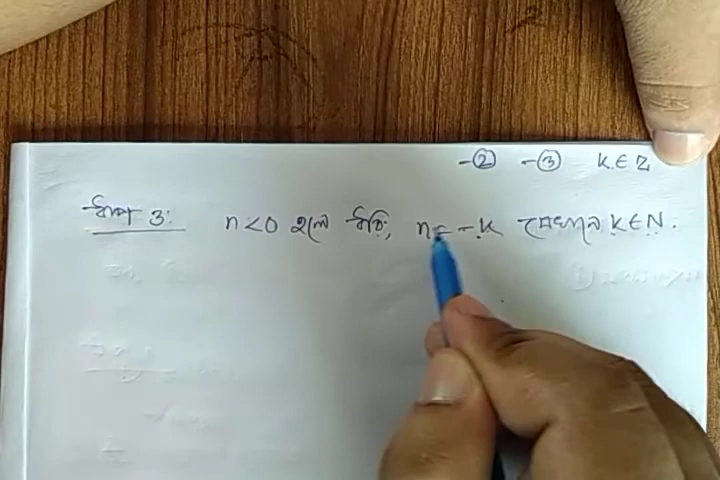 -② -③ k ∈ Z
ধাপ ৩: n<0 হলে ধরি, n = -k যেখানে k ∈ N.